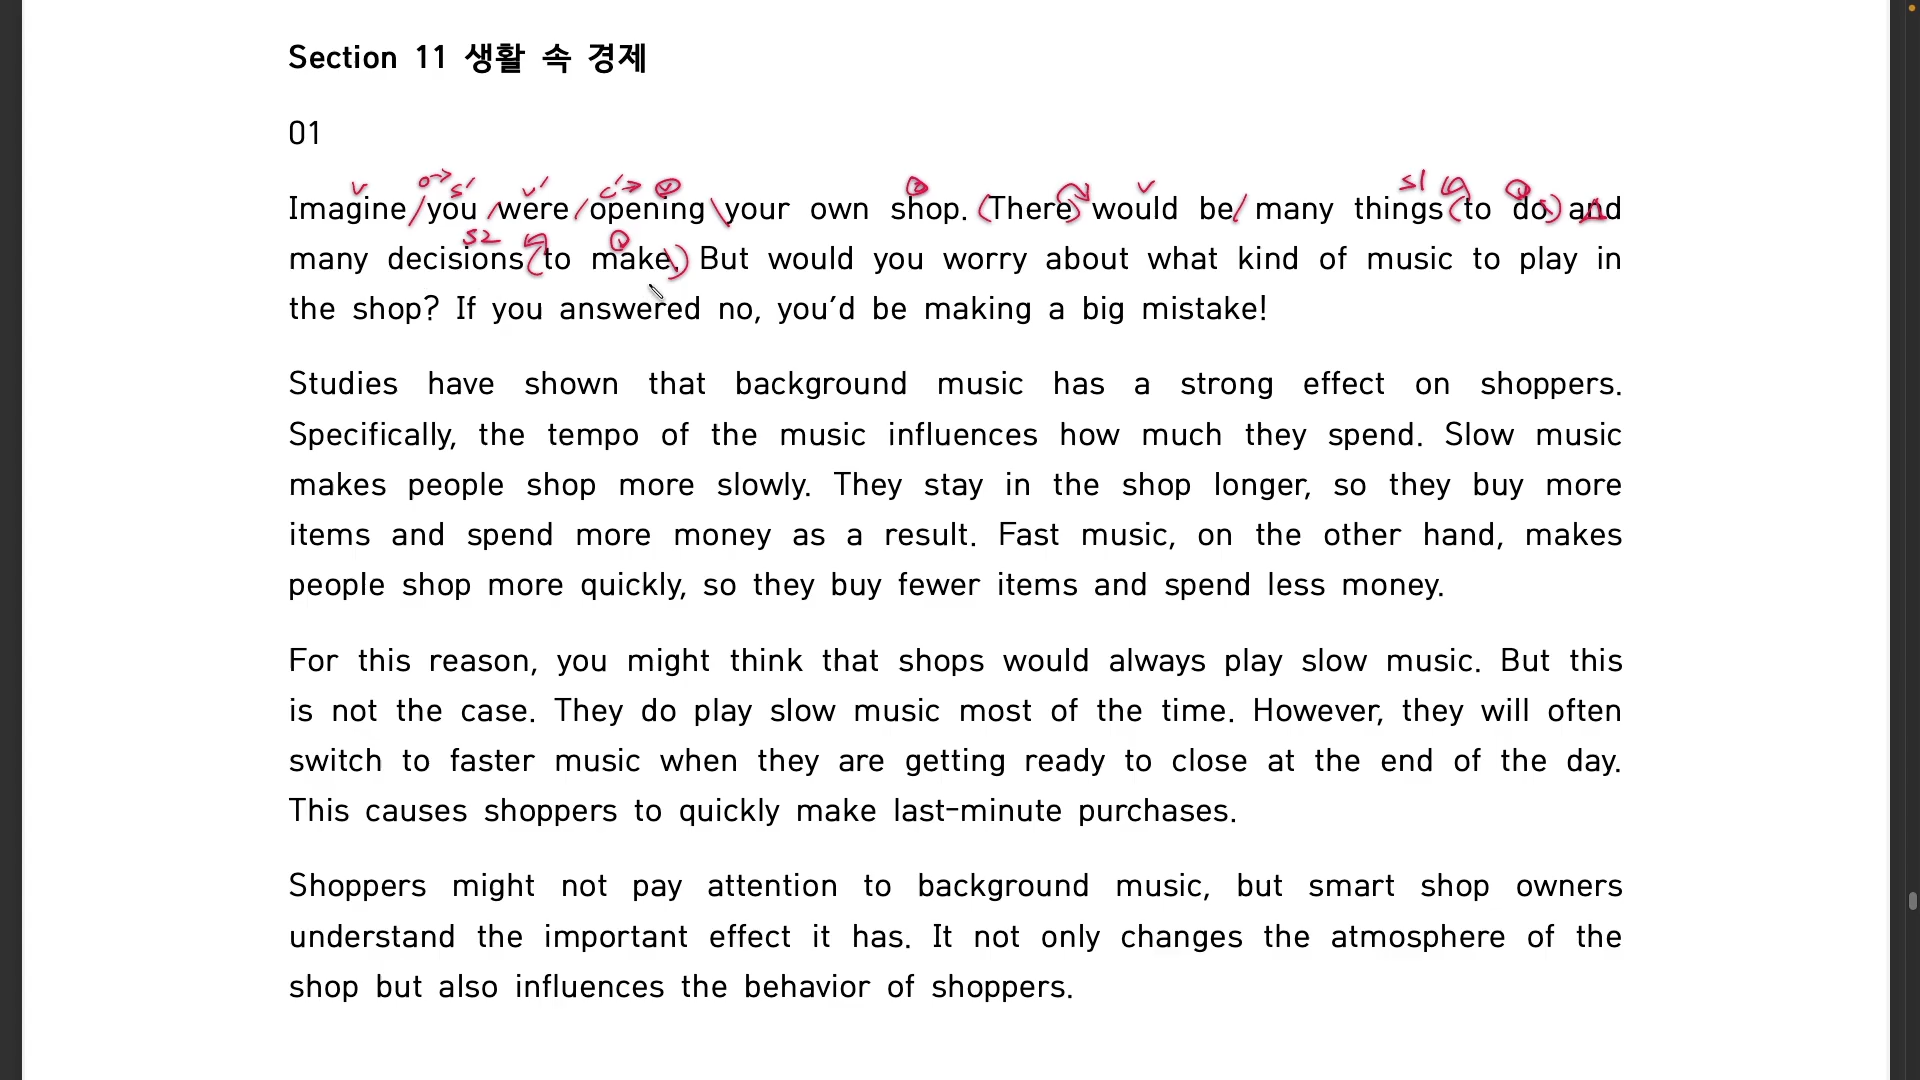 Section 11 생활 속 경제
01
Imagine you were opening your own shop. There would be many things to do and
many decisions to make. But would you worry about what kind of music to play in
the shop? If you answered no, you’d be making a big mistake!
Studies have shown that background music has a strong effect on shoppers.
Specifically, the tempo of the music influences how much they spend. Slow music
makes people shop more slowly. They stay in the shop longer, so they buy more
items and spend more money as a result. Fast music, on the other hand, makes
people shop more quickly, so they buy fewer items and spend less money.
For this reason, you might think that shops would always play slow music. But this
is not the case. They do play slow music most of the time. However, they will often
switch to faster music when they are getting ready to close at the end of the day.
This causes shoppers to quickly make last-minute purchases.
Shoppers might not pay attention to background music, but smart shop owners
understand the important effect it has. It not only changes the atmosphere of the
shop but also influences the behavior of shoppers.